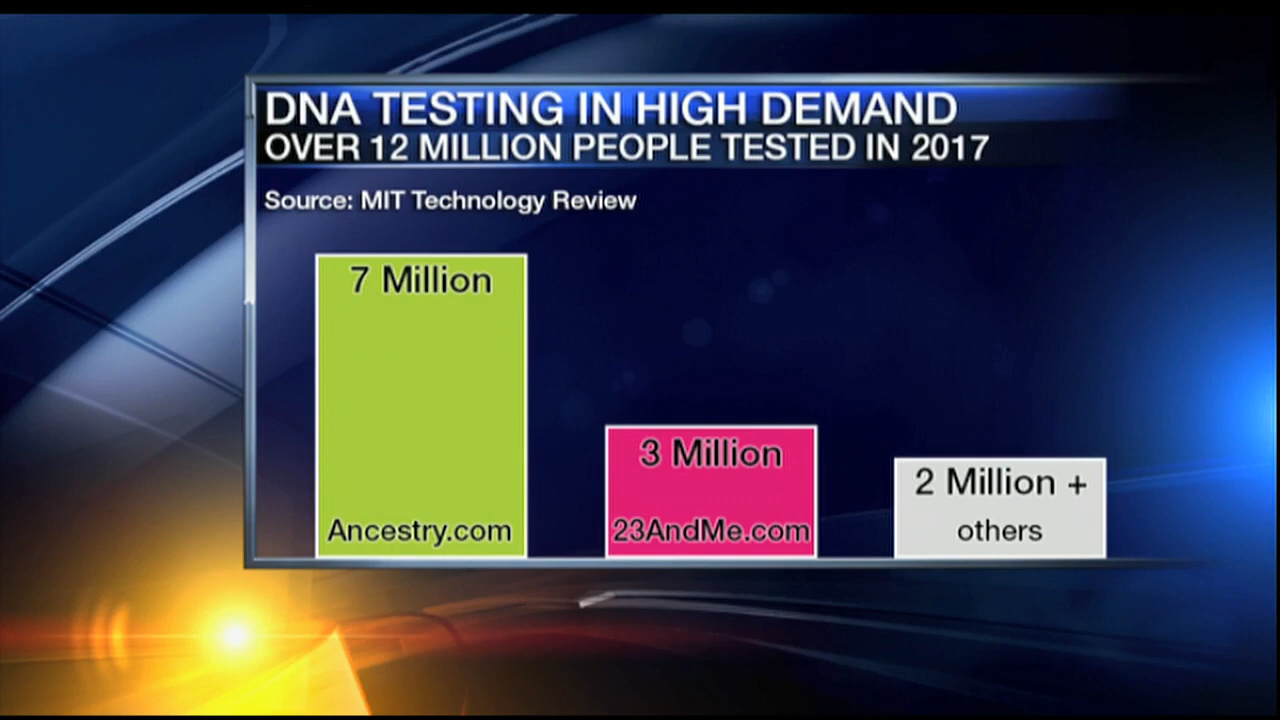 DNA TESTING IN HIGH DEMAND
OVER 12 MILLION PEOPLE TESTED IN 2017
Source: MIT Technology Review
7 Million
Ancestry.com
3 Million
23AndMe.com
2 Million +
others